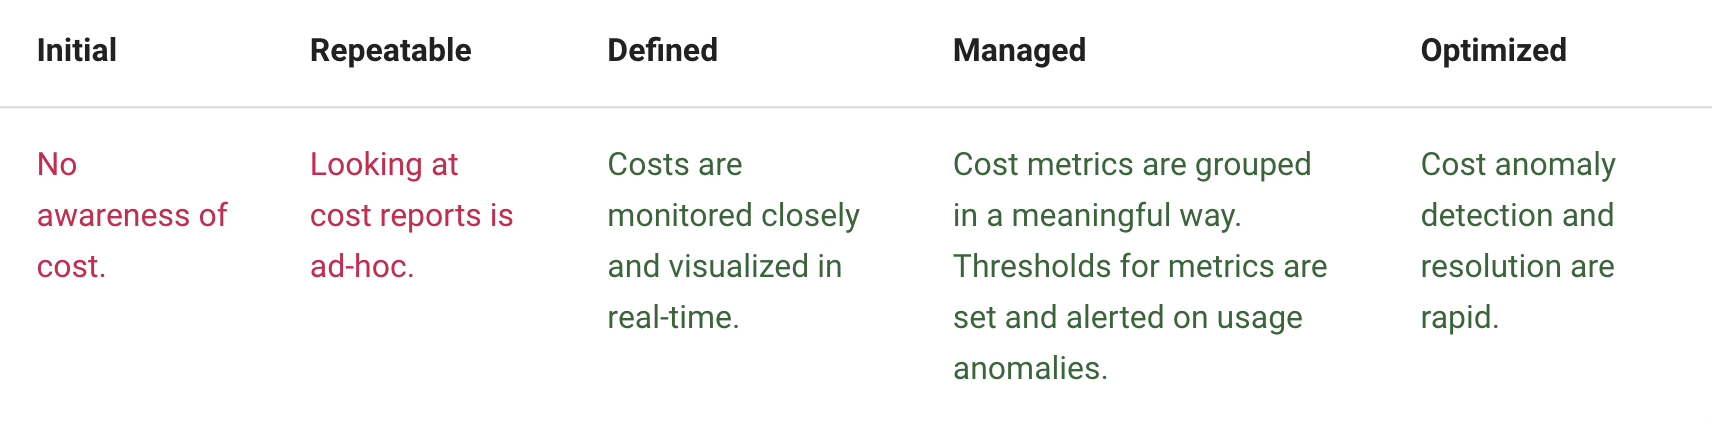 Initial
Repeatable
Defined
Managed
Optimized
No
awareness of
cost.
Looking at
cost reports is
ad-hoc.
Costs are
monitored closely
and visualized in
real-time.
Cost metrics are grouped
in a meaningful way.
Thresholds for metrics are
set and alerted on usage
anomalies.
Cost anomaly
detection and
resolution are
rapid.